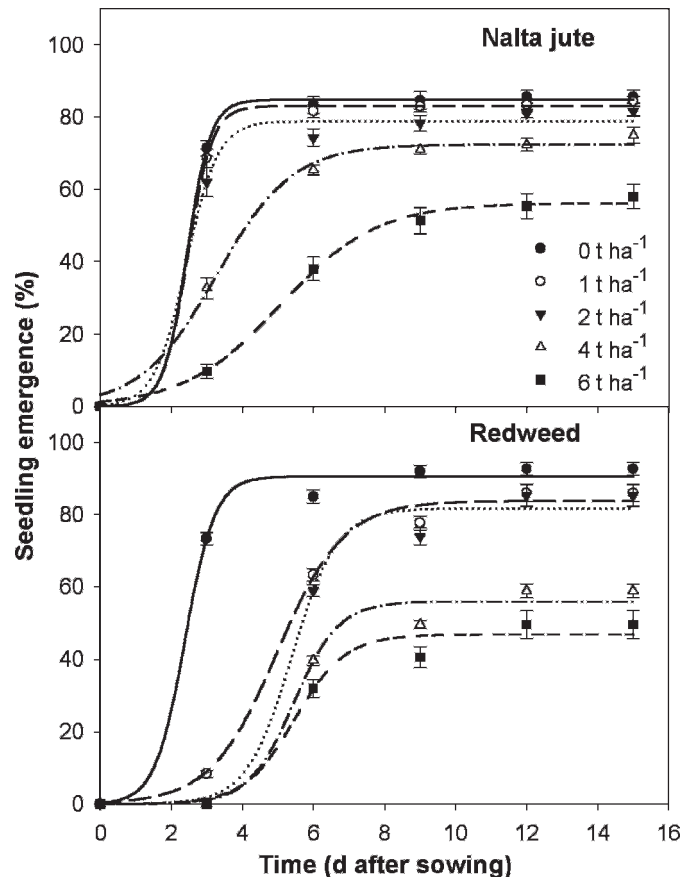 Nalta jute
100
80
60
40
20
0
0 t ha⁻¹
1 t ha⁻¹
2 t ha⁻¹
4 t ha⁻¹
6 t ha⁻¹
Seedling emergence (%)
Redweed
100
80
60
40
20
0
0 2 4 6 8 10 12 14 16
Time (d after sowing)